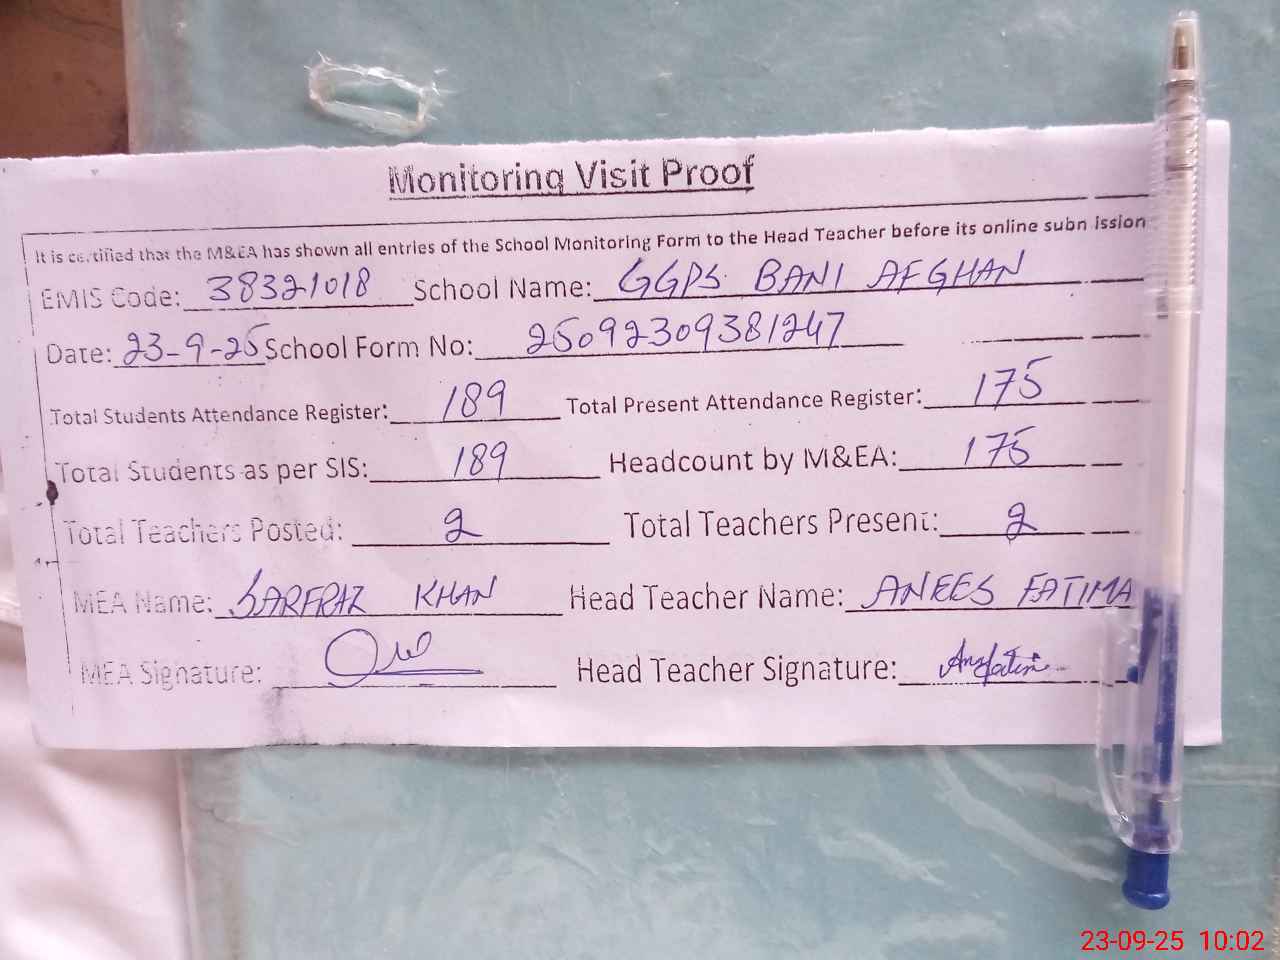 Monitoring Visit Proof
It is certified that the M&EA has shown all entries of the School Monitoring Form to the Head Teacher before its online submission
EMIS Code: 38321018 School Name: GGPS BANI AFGHAN
Date: 23-9-25 School Form No: 25092309381247
Total Students Attendance Register: 189 Total Present Attendance Register: 175
Total Students as per SIS: 189 Headcount by M&EA: 175
Total Teachers Posted: 2 Total Teachers Present: 2
MEA Name: SARFRAZ KHAN Head Teacher Name: ANEES FATIMA
MEA Signature: Head Teacher Signature:
23-09-25 10:02